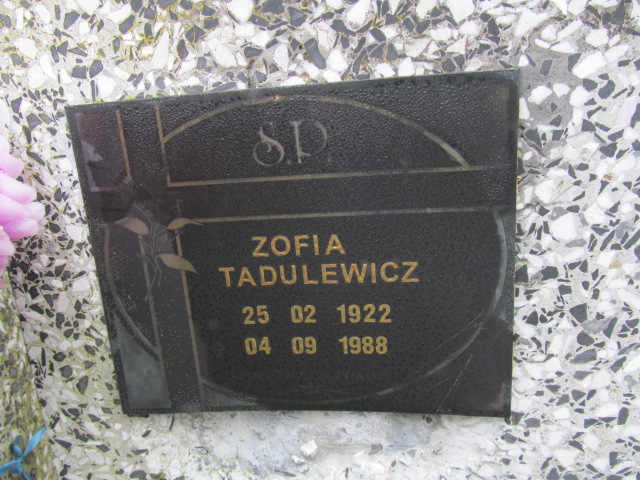 Ś.P.
ZOFIA
TADULEWICZ
25 02 1922
04 09 1988